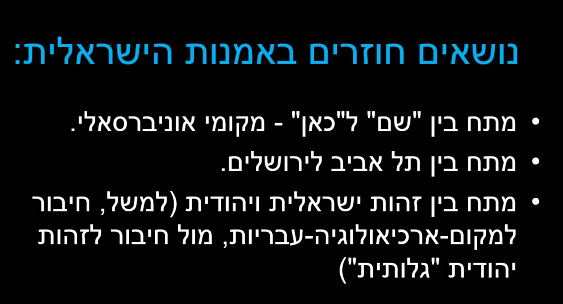 נושאים חוזרים באמנות הישראלית:
• מתח בין "שם" ל"כאן" - מקומי אוניברסאלי.
• מתח בין תל אביב לירושלים.
• מתח בין זהות ישראלית ויהודית (למשל, חיבור
למקום-ארכיאולוגיה-עבריות, מול חיבור לזהות
יהודית "גלותית")